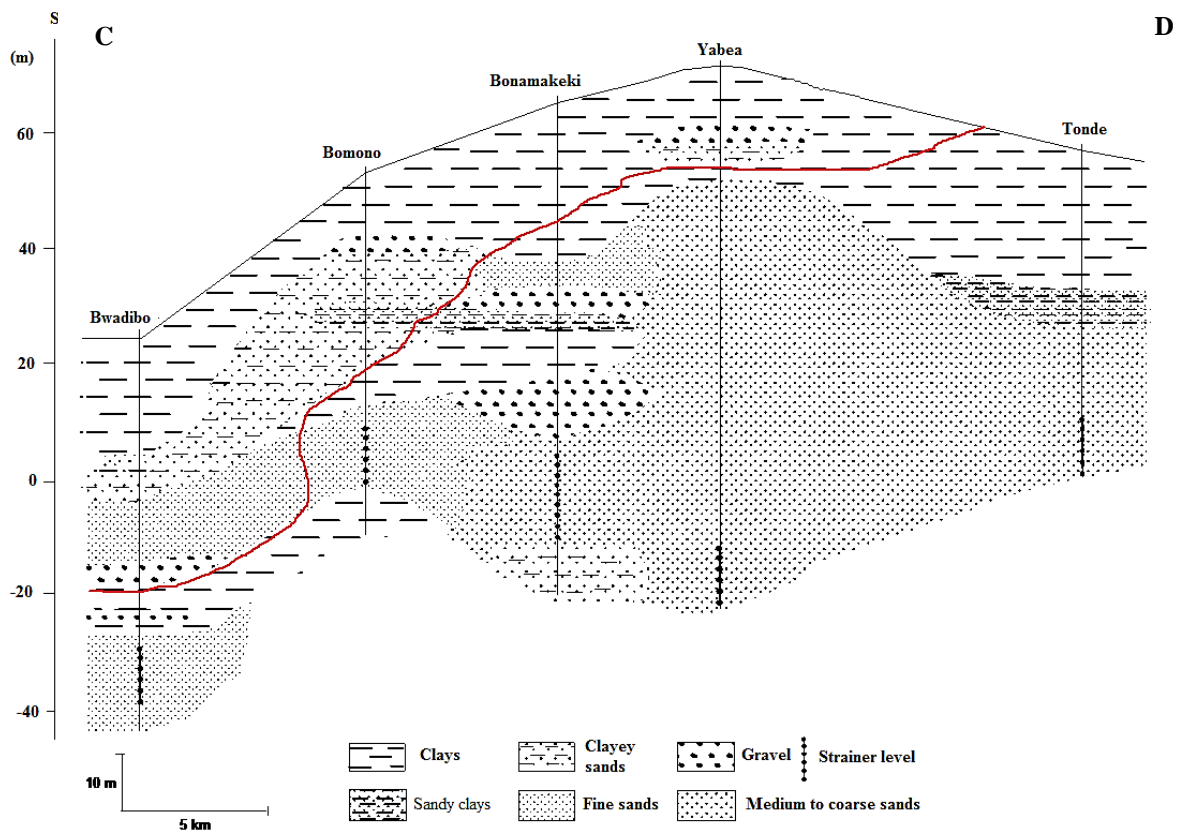 S
C
D
(m)
Yabea
Bonamakeki
Tonde
Bomono
Bwadibo
60
40
20
0
-20
-40
10 m
5 km
Clays
Clayey
sands
Gravel
Strainer level
Sandy clays
Fine sands
Medium to coarse sands